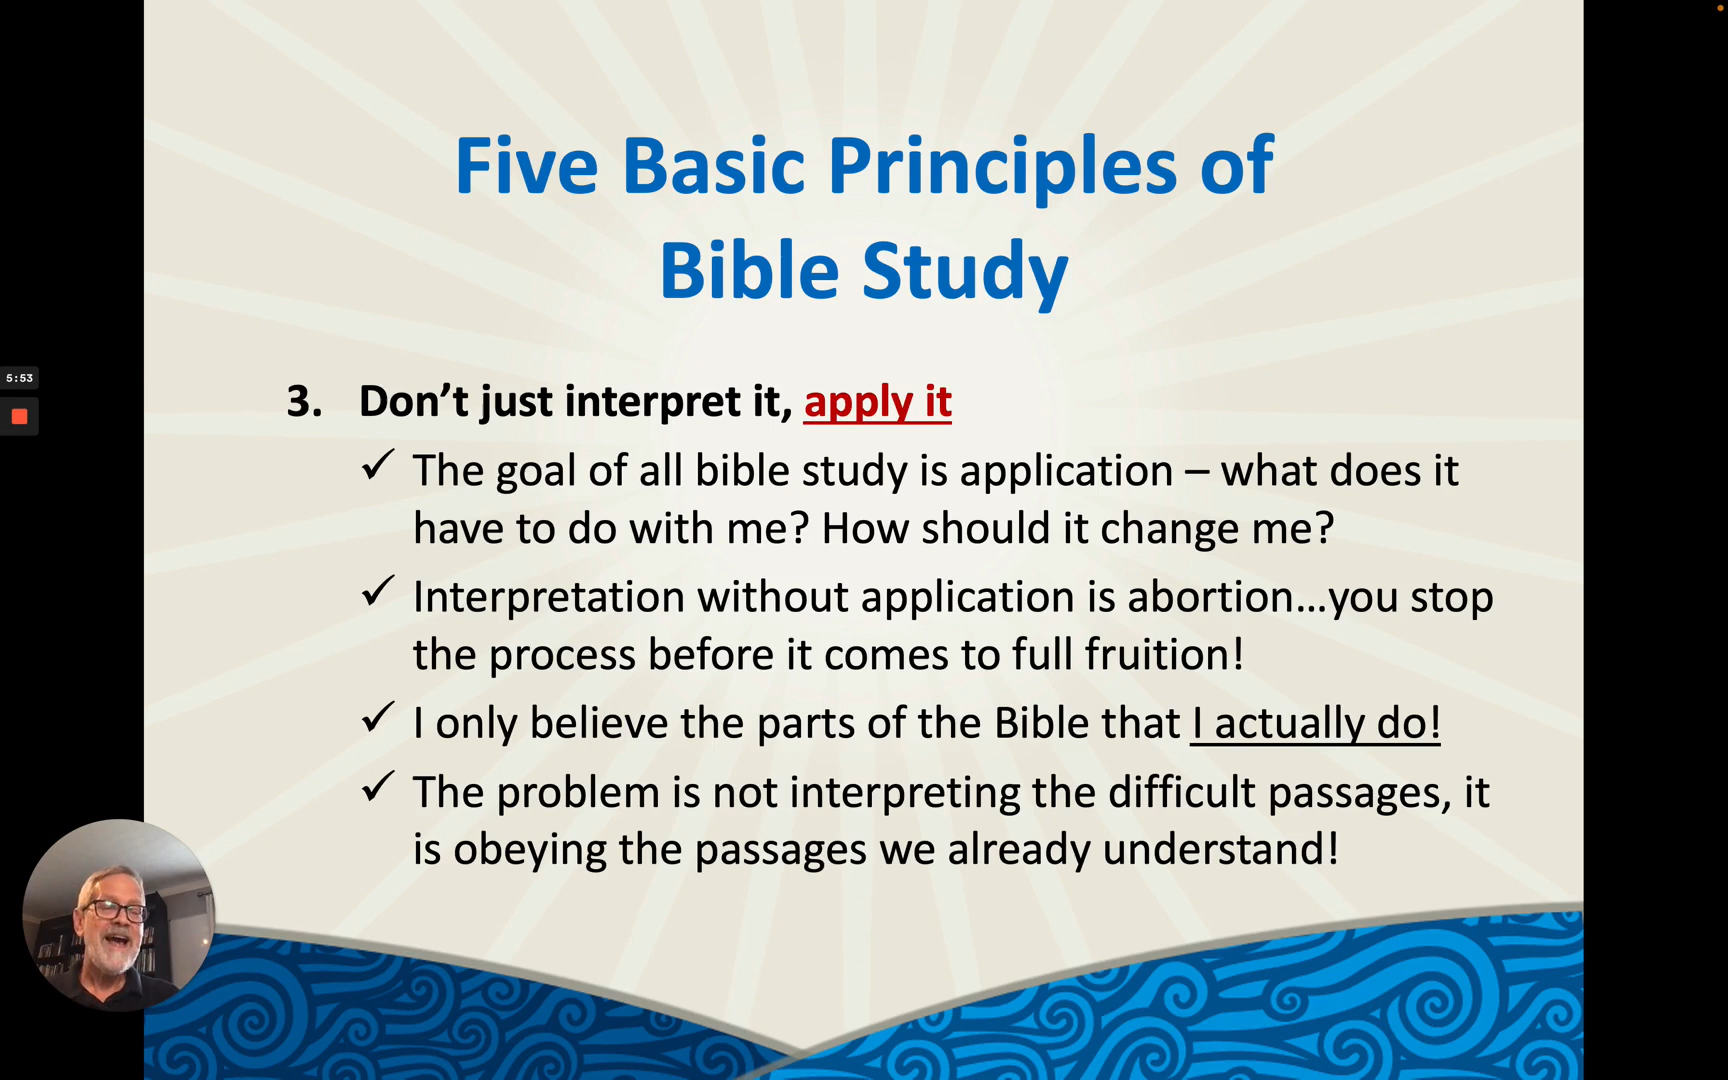 Five Basic Principles of
Bible Study
3. Don’t just interpret it, apply it
✓ The goal of all bible study is application – what does it
have to do with me? How should it change me?
✓ Interpretation without application is abortion…you stop
the process before it comes to full fruition!
✓ I only believe the parts of the Bible that I actually do!
✓ The problem is not interpreting the difficult passages, it
is obeying the passages we already understand!
5:53